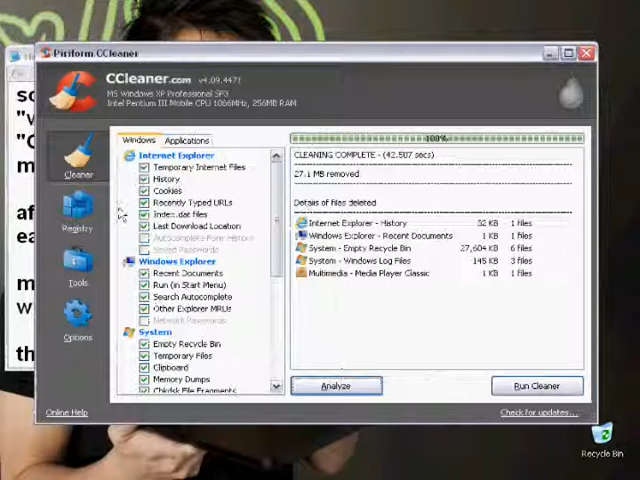 Piriform CCleaner
CCleaner.com v4.09.4471
MS Windows XP Professional SP3
Intel Pentium III Mobile CPU 1066MHz, 256MB RAM
so
"w
"C
m
af
ea
m
w
th
Cleaner
Registry
Tools
Options
Windows
Applications
Internet Explorer
Temporary Internet Files
History
Cookies
Recently Typed URLs
Index.dat files
Last Download Location
Autocomplete Form History
Saved Passwords
Windows Explorer
Recent Documents
Run (in Start Menu)
Search Autocomplete
Other Explorer MRUs
Network Passwords
System
Empty Recycle Bin
Temporary Files
Clipboard
Memory Dumps
Chkdsk File Fragments
100%
CLEANING COMPLETE - (42.507 secs)
27.1 MB removed.
Details of files deleted
Internet Explorer - History 32 KB 1 files
Windows Explorer - Recent Documents 1 KB 1 files
System - Empty Recycle Bin 27,604 KB 6 files
System - Windows Log Files 145 KB 3 files
Multimedia - Media Player Classic 1 KB 1 files
Analyze
Run Cleaner
Online Help
Check for updates...
Recycle Bin